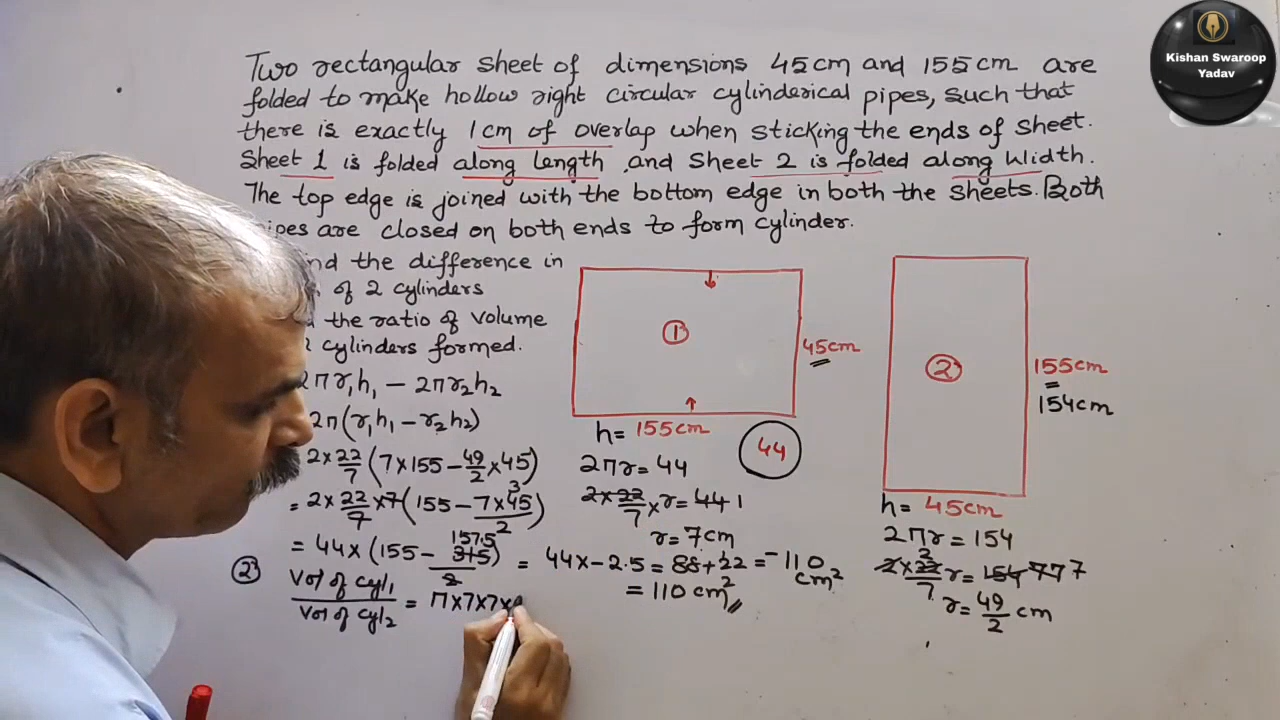 Kishan Swaroop
Yadav
Two rectangular sheet of dimensions 45cm and 155cm are
folded to make hollow right circular cylinderical pipes, such that
there is exactly 1cm of overlap when sticking the ends of sheet.
Sheet 1 is folded along length, and Sheet 2 is folded along width.
The top edge is joined with the bottom edge in both the sheets. Both
pipes are closed on both ends to form cylinder.
nd the difference in
of 2 cylinders
the ratio of volume
cylinders formed.
2πr₁h₁ - 2πr₂h₂
2π(r₁h₁ - r₂h₂)
2×22/7(7×155-49/2×45)
= 2×22/7×7(155-7×45/2)
3
157.5
= 44×(155-315/2) = 44×-2.5 = 88+22 = -110 cm²
= 110 cm²
②
Vol of cyl₁/Vol of cyl₂ = π×7×7×
①
45cm
h= 155cm
44
2πr=44
2×22/7×r=44 1
r=7cm
②
155cm
154cm
h= 45cm
2πr=154
2×22/7r=154 77 7
r=49/2 cm